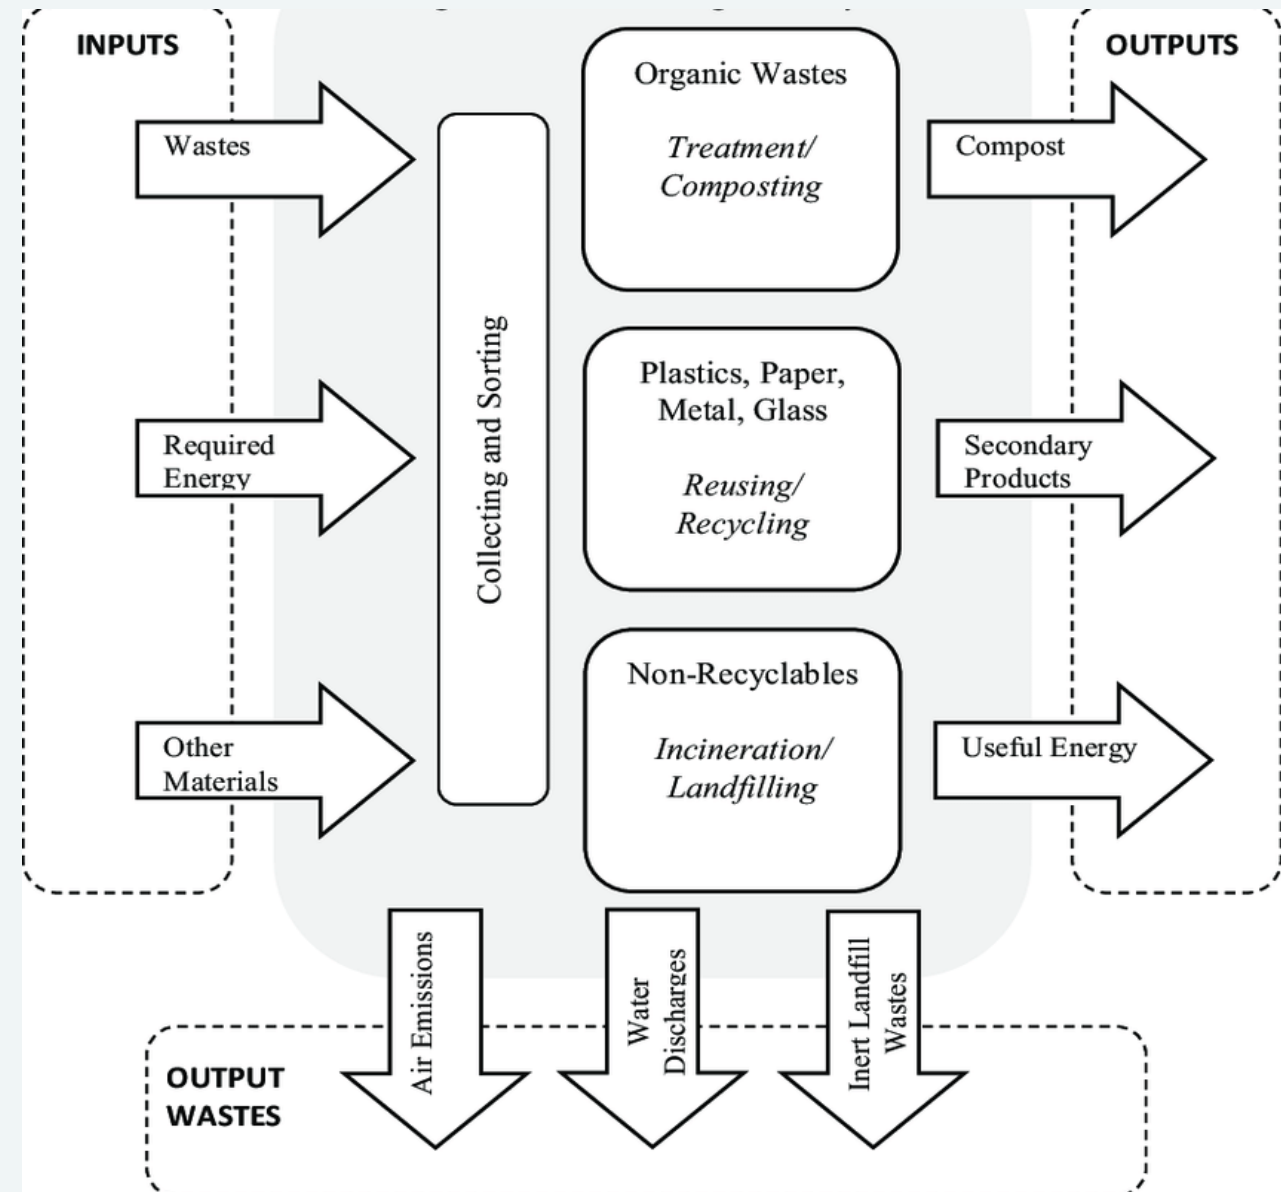 INPUTS
OUTPUTS
Wastes
Required
Energy
Other
Materials
Collecting and Sorting
Organic Wastes
Treatment/
Composting
Plastics, Paper,
Metal, Glass
Reusing/
Recycling
Non-Recyclables
Incineration/
Landfilling
Compost
Secondary
Products
Useful Energy
Air Emissions
Water
Discharges
Inert Landfill
Wastes
OUTPUT
WASTES